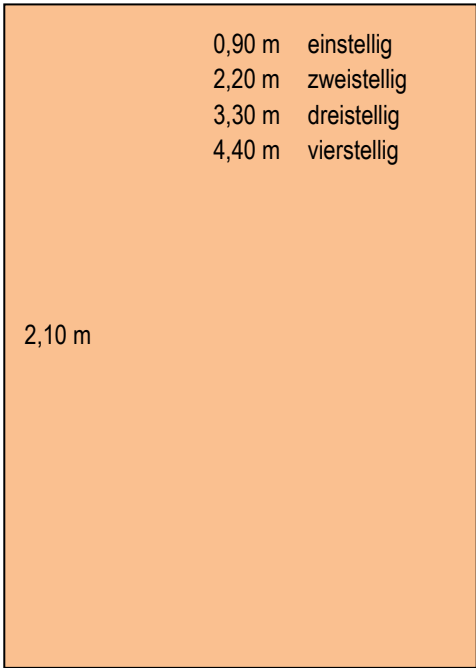 0,90 m einstellig
2,20 m zweistellig
3,30 m dreistellig
4,40 m vierstellig
2,10 m